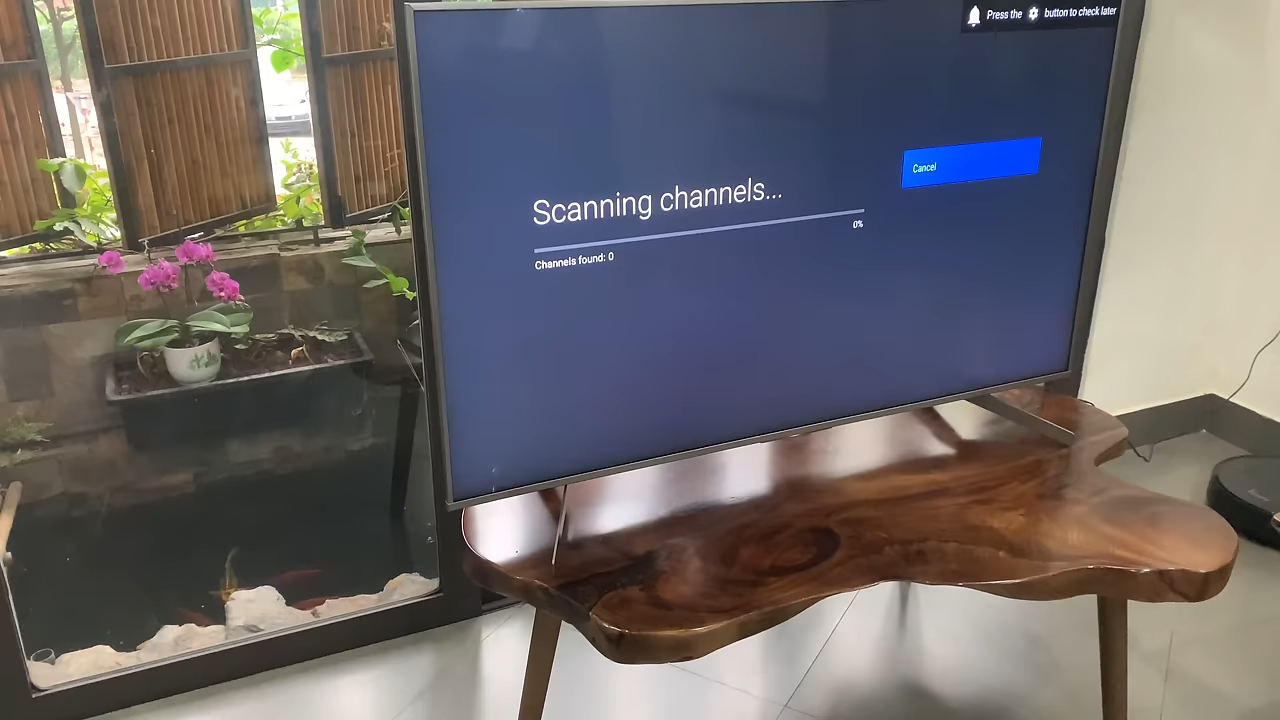 Press the button to check later
Cancel
Scanning channels...
0%
Channels found: 0